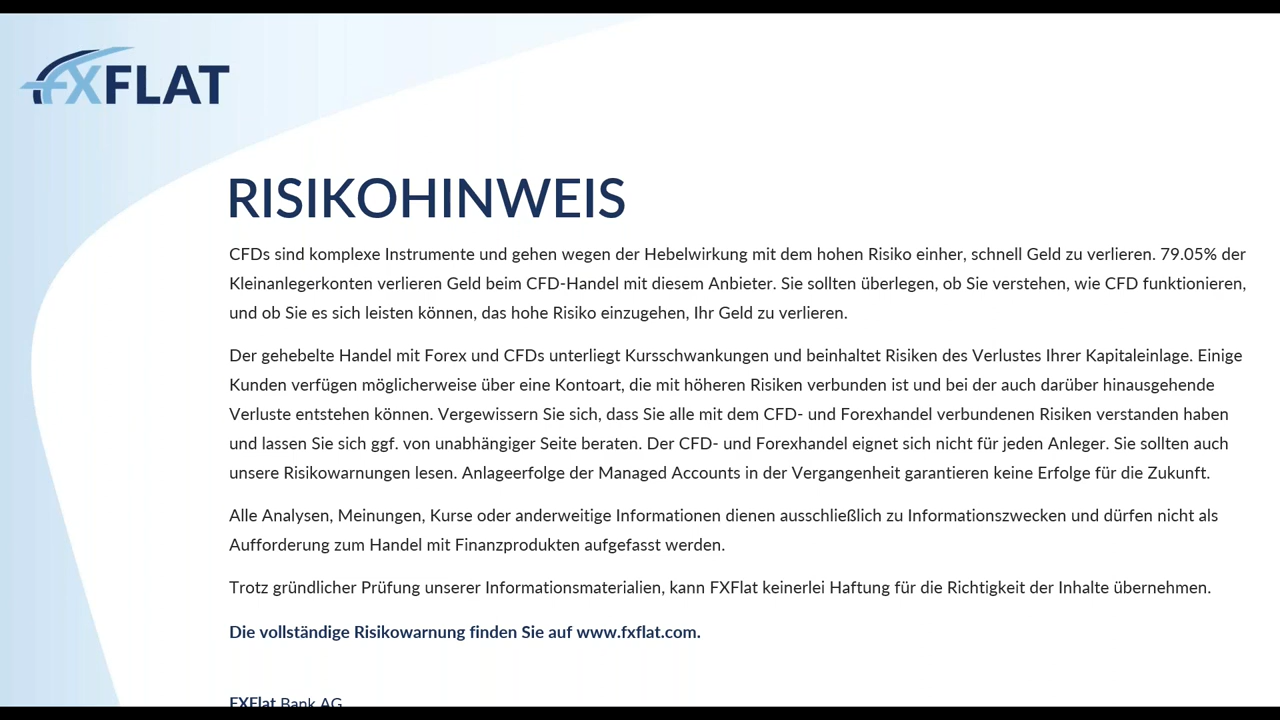 FXFLAT
RISIKOHINWEIS
CFDs sind komplexe Instrumente und gehen wegen der Hebelwirkung mit dem hohen Risiko einher, schnell Geld zu verlieren. 79.05% der
Kleinanlegerkonten verlieren Geld beim CFD-Handel mit diesem Anbieter. Sie sollten überlegen, ob Sie verstehen, wie CFD funktionieren,
und ob Sie es sich leisten können, das hohe Risiko einzugehen, Ihr Geld zu verlieren.
Der gehebelte Handel mit Forex und CFDs unterliegt Kursschwankungen und beinhaltet Risiken des Verlustes Ihrer Kapitaleinlage. Einige
Kunden verfügen möglicherweise über eine Kontoart, die mit höheren Risiken verbunden ist und bei der auch darüber hinausgehende
Verluste entstehen können. Vergewissern Sie sich, dass Sie alle mit dem CFD- und Forexhandel verbundenen Risiken verstanden haben
und lassen Sie sich ggf. von unabhängiger Seite beraten. Der CFD- und Forexhandel eignet sich nicht für jeden Anleger. Sie sollten auch
unsere Risikowarnungen lesen. Anlageerfolge der Managed Accounts in der Vergangenheit garantieren keine Erfolge für die Zukunft.
Alle Analysen, Meinungen, Kurse oder anderweitige Informationen dienen ausschließlich zu Informationszwecken und dürfen nicht als
Aufforderung zum Handel mit Finanzprodukten aufgefasst werden.
Trotz gründlicher Prüfung unserer Informationsmaterialien, kann FXFlat keinerlei Haftung für die Richtigkeit der Inhalte übernehmen.
Die vollständige Risikowarnung finden Sie auf www.fxflat.com.
FXFlat Bank AG